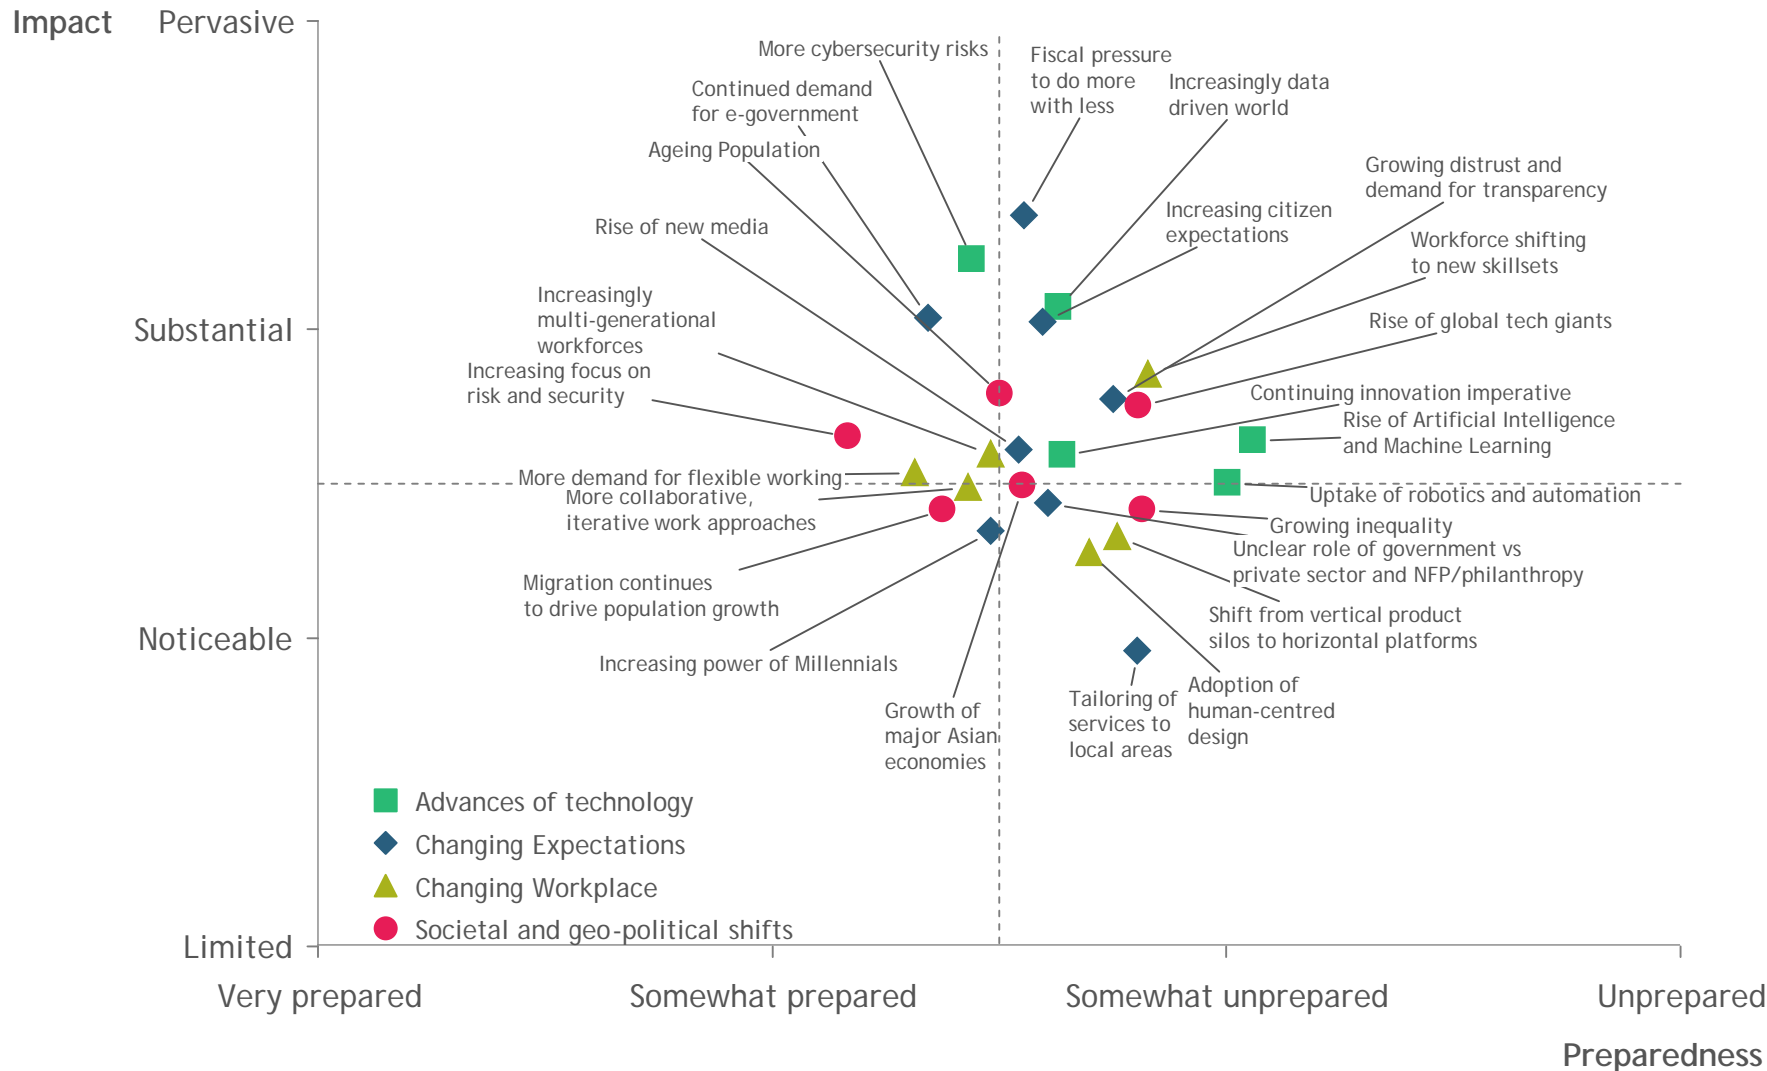 Impact
Pervasive
More cybersecurity risks
Fiscal pressure
to do more
with less
Increasingly data
driven world
Continued demand
for e-government
Ageing Population
Growing distrust and
demand for transparency
Increasing citizen
expectations
Rise of new media
Workforce shifting
to new skillsets
Increasingly
multi-generational
workforces
Substantial
Rise of global tech giants
Increasing focus on
risk and security
Continuing innovation imperative
Rise of Artificial Intelligence
and Machine Learning
More demand for flexible working
More collaborative,
iterative work approaches
Uptake of robotics and automation
Growing inequality
Unclear role of government vs
private sector and NFP/philanthropy
Migration continues
to drive population growth
Shift from vertical product
silos to horizontal platforms
Noticeable
Increasing power of Millennials
Growth of
major Asian
economies
Tailoring of
services to
local areas
Adoption of
human-centred
design
Advances of technology
Changing Expectations
Changing Workplace
Societal and geo-political shifts
Limited
Very prepared
Somewhat prepared
Somewhat unprepared
Unprepared
Preparedness